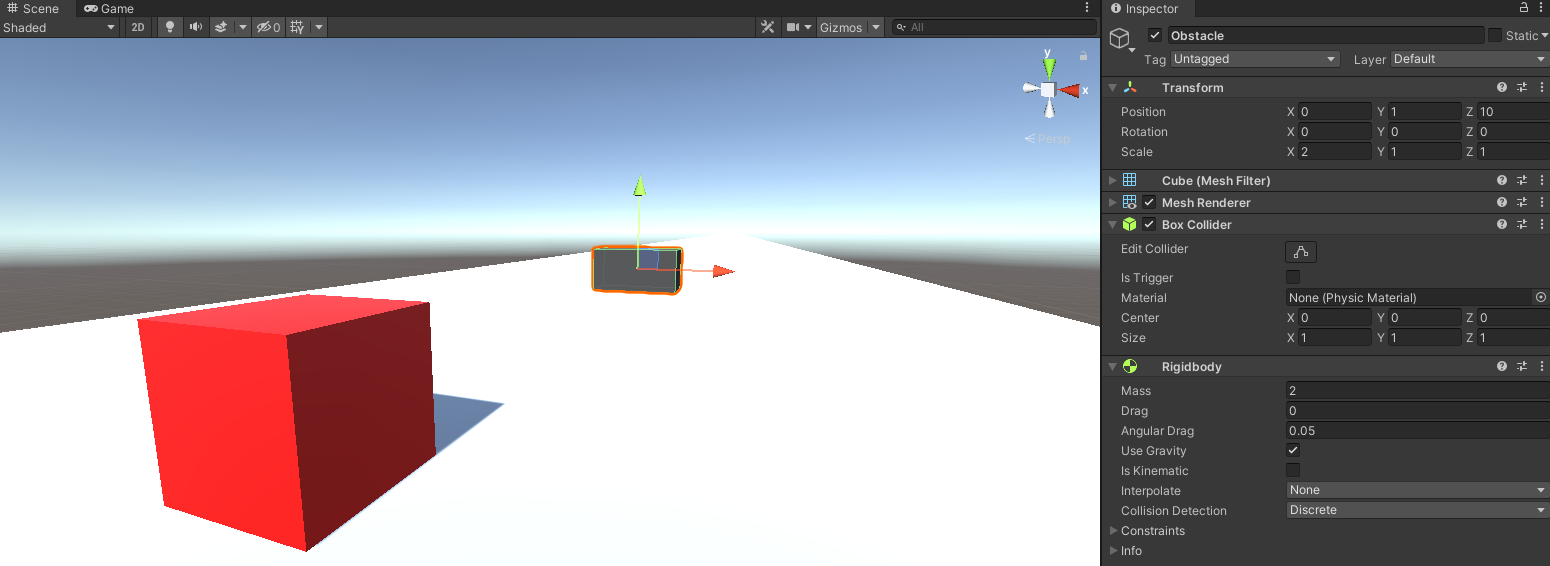 Scene Game
Shaded 2D 0 Gizmos All
y
x
Persp
Inspector
Obstacle Static
Tag Untagged Layer Default
Transform
Position X 0 Y 1 Z 10
Rotation X 0 Y 0 Z 0
Scale X 2 Y 1 Z 1
Cube (Mesh Filter)
Mesh Renderer
Box Collider
Edit Collider
Is Trigger
Material None (Physic Material)
Center X 0 Y 0 Z 0
Size X 1 Y 1 Z 1
Rigidbody
Mass 2
Drag 0
Angular Drag 0.05
Use Gravity
Is Kinematic
Interpolate None
Collision Detection Discrete
Constraints
Info